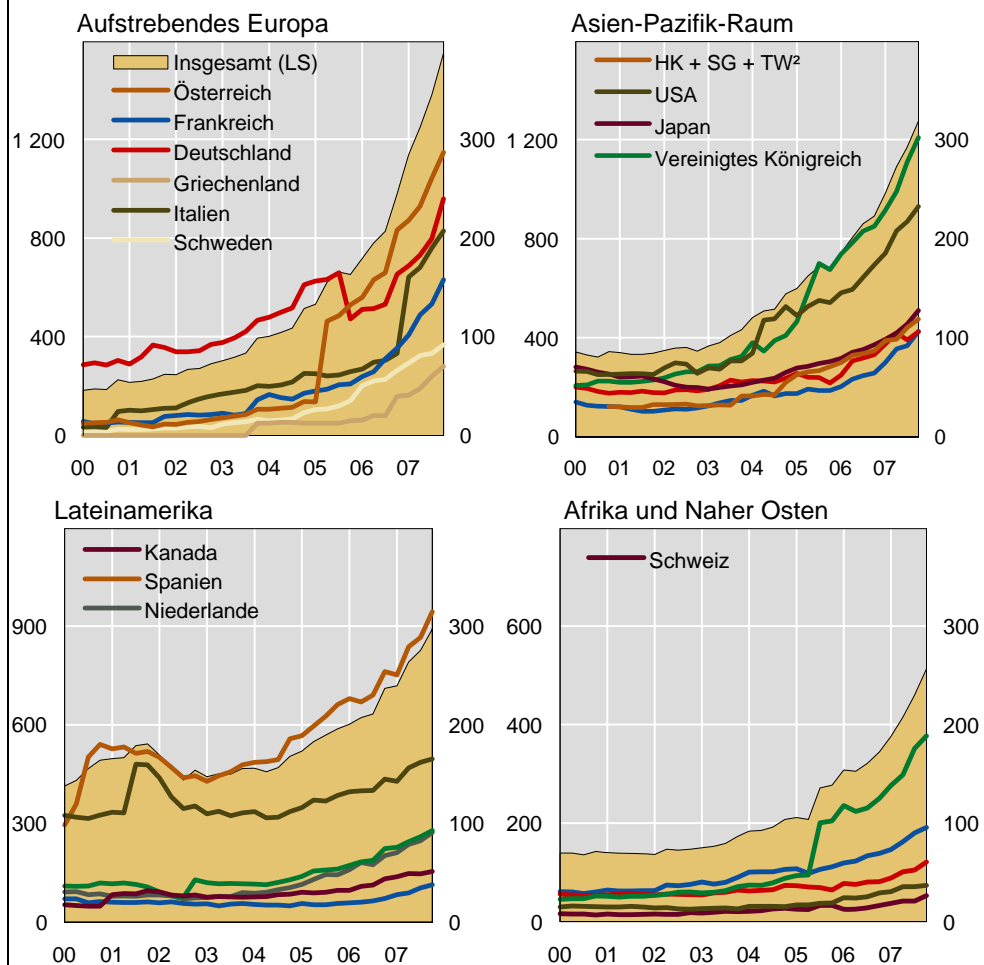 Aufstrebendes Europa
Insgesamt (LS)
Österreich
Frankreich
Deutschland
Griechenland
Italien
Schweden
1 200
800
400
0
300
200
100
0
00 01 02 03 04 05 06 07
Asien-Pazifik-Raum
HK + SG + TW²
USA
Japan
Vereinigtes Königreich
1 200
800
400
0
300
200
100
0
00 01 02 03 04 05 06 07
Lateinamerika
Kanada
Spanien
Niederlande
900
600
300
0
300
200
100
0
00 01 02 03 04 05 06 07
Afrika und Naher Osten
Schweiz
600
400
200
0
300
200
100
0
00 01 02 03 04 05 06 07